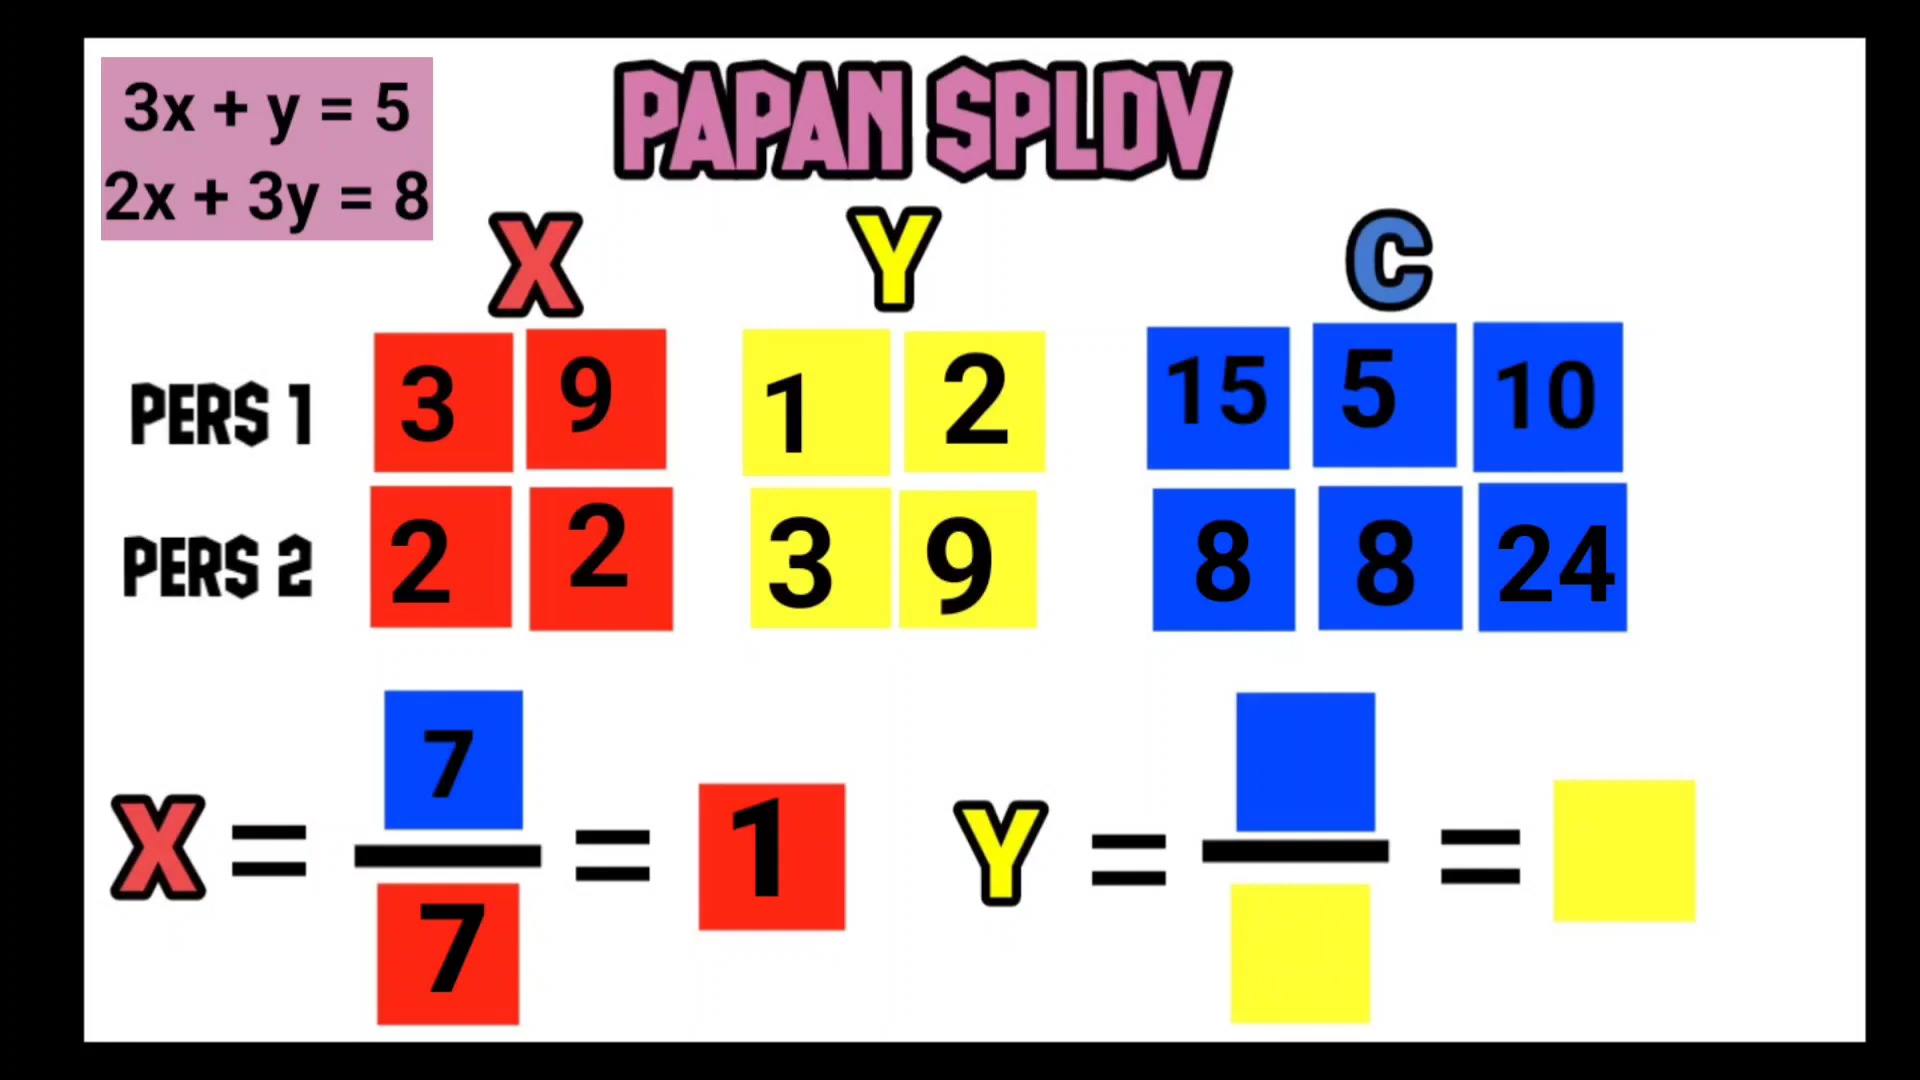 3x + y = 5
2x + 3y = 8
PAPAN SPLDV
X Y C
PERS 1 3 9 1 2 15 5 10
PERS 2 2 2 3 9 8 8 24
X = 7/7 = 1
Y = =